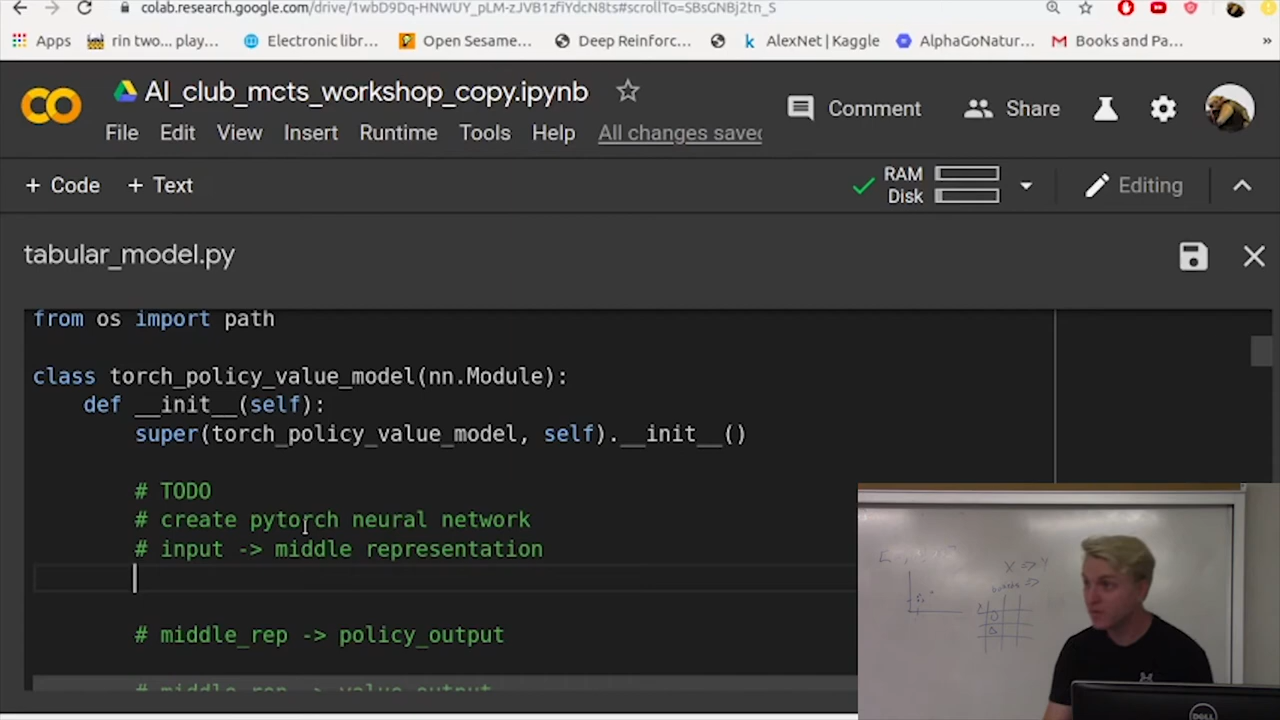 colab.research.google.com/drive/1wbD9Dq-HNWUY_pLM-zJVB1zfiYdcN8ts#scrollTo=SBsGNBj2tn_S
Apps rin two... play... Electronic libr... Open Sesame... Deep Reinforc... AlexNet | Kaggle AlphaGoNatur... Books and Pa... »
AI_club_mcts_workshop_copy.ipynb
Comment Share
File Edit View Insert Runtime Tools Help All changes saved
+ Code + Text
RAM
Disk
Editing
tabular_model.py
from os import path
class torch_policy_value_model(nn.Module):
def __init__(self):
super(torch_policy_value_model, self).__init__()
# TODO
# create pytorch neural network
# input -> middle representation
# middle_rep -> policy_output
# middle_rep -> value_output
X => Y
DELL